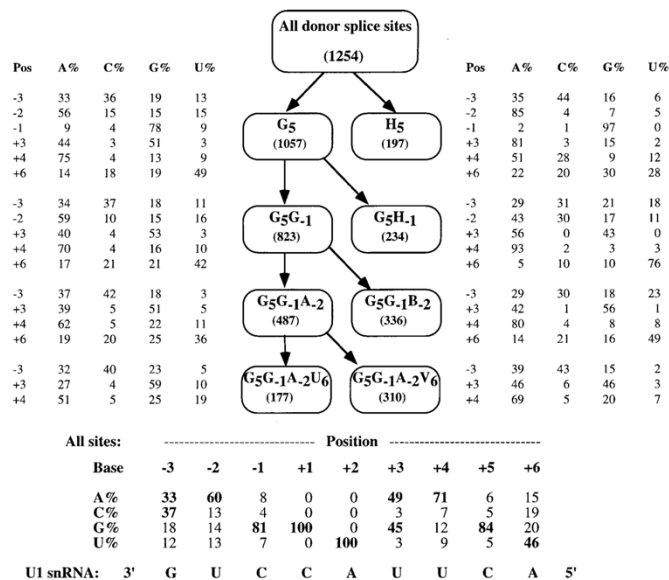 All donor splice sites
(1254)
Pos A% C% G% U%
-3 33 36 19 13
-2 56 15 15 15
-1 9 4 78 9
+3 44 3 51 3
+4 75 4 13 9
+6 14 18 19 49
G5
(1057)
H5
(197)
Pos A% C% G% U%
-3 35 44 16 6
-2 85 4 7 5
-1 2 1 97 0
+3 81 3 15 2
+4 51 28 9 12
+6 22 20 30 28
-3 34 37 18 11
-2 59 10 15 16
+3 40 4 53 3
+4 70 4 16 10
+6 17 21 21 42
G5G-1
(823)
G5H-1
(234)
-3 29 31 21 18
-2 43 30 17 11
+3 56 0 43 0
+4 93 2 3 3
+6 5 10 10 76
-3 37 42 18 3
+3 39 5 51 5
+4 62 5 22 11
+6 19 20 25 36
G5G-1A-2
(487)
G5G-1B-2
(336)
-3 29 30 18 23
+3 42 1 56 1
+4 80 4 8 8
+6 14 21 16 49
-3 32 40 23 5
+3 27 4 59 10
+4 51 5 25 19
G5G-1A-2U6
(177)
G5G-1A-2V6
(310)
-3 39 43 15 2
+3 46 6 46 3
+4 69 5 20 7
All sites: Position
Base -3 -2 -1 +1 +2 +3 +4 +5 +6
A% 33 60 8 0 0 49 71 6 15
C% 37 13 4 0 0 3 7 5 19
G% 18 14 81 100 0 45 12 84 20
U% 12 13 7 0 100 3 9 5 46
U1 snRNA: 3' G U C C A U U C A 5'